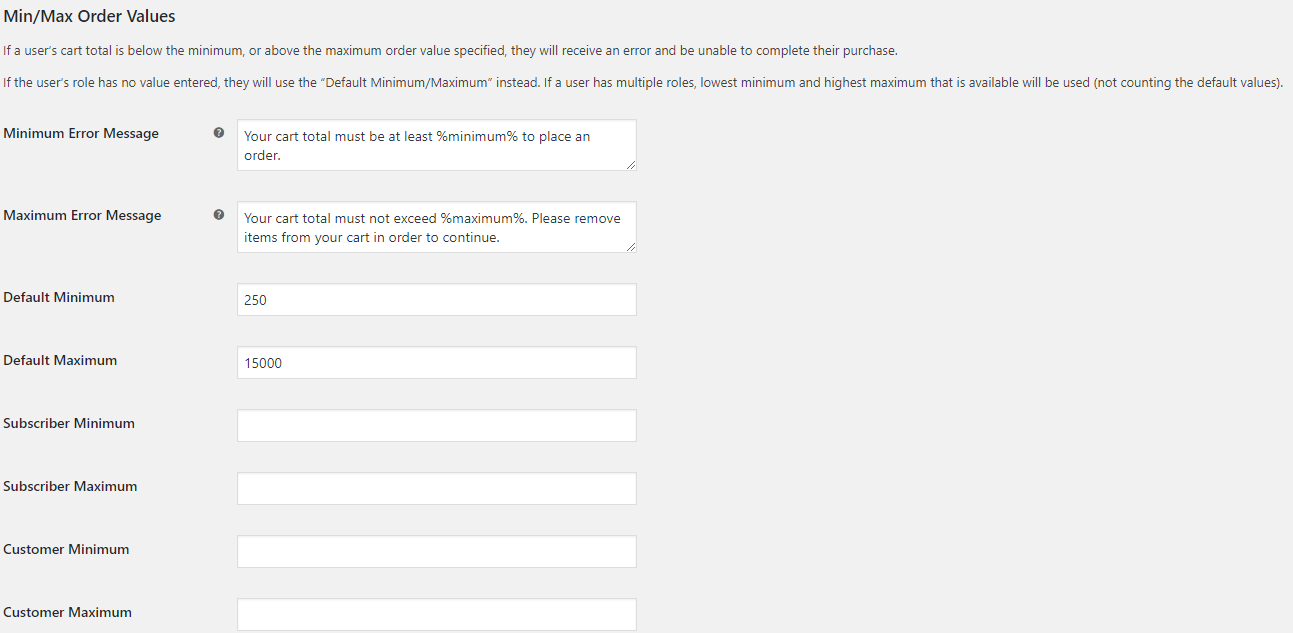 Min/Max Order Values
If a user's cart total is below the minimum, or above the maximum order value specified, they will receive an error and be unable to complete their purchase.
If the user's role has no value entered, they will use the “Default Minimum/Maximum” instead. If a user has multiple roles, lowest minimum and highest maximum that is available will be used (not counting the default values).
Minimum Error Message
Your cart total must be at least %minimum% to place an
order.
Maximum Error Message
Your cart total must not exceed %maximum%. Please remove
items from your cart in order to continue.
Default Minimum
250
Default Maximum
15000
Subscriber Minimum
Subscriber Maximum
Customer Minimum
Customer Maximum